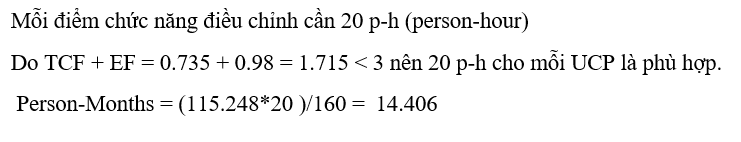 Mỗi điểm chức năng điều chỉnh cần 20 p-h (person-hour)
Do TCF + EF = 0.735 + 0.98 = 1.715 < 3 nên 20 p-h cho mỗi UCP là phù hợp.
Person-Months = (115.248*20 )/160 = 14.406